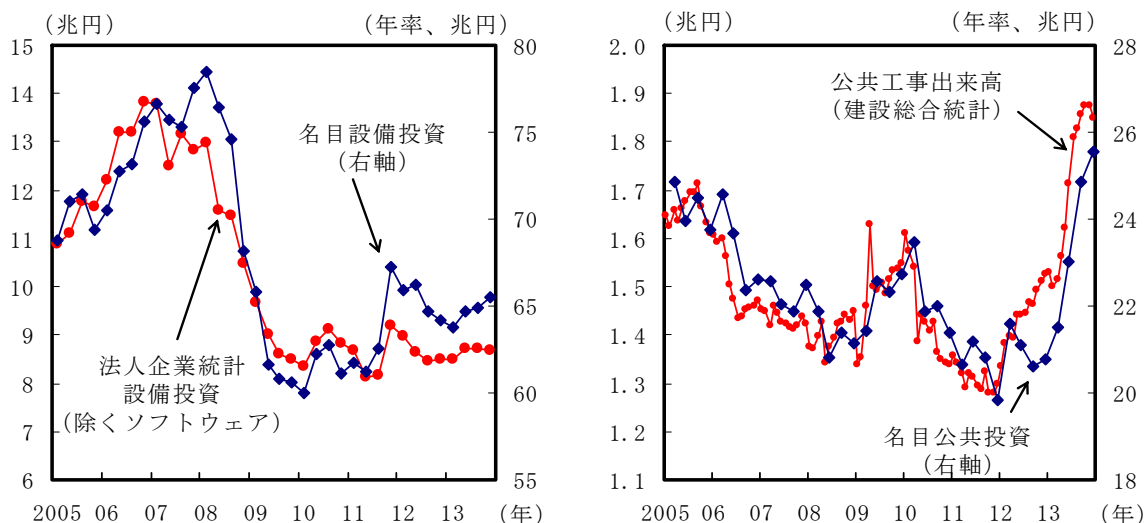 （兆円）
（年率、兆円）
15
14
13
12
11
10
9
8
7
6
80
75
70
65
60
55
名目設備投資
（右軸）
法人企業統計
設備投資
（除くソフトウェア）
2005 06 07 08 09 10 11 12 13 （年）
（兆円）
（年率、兆円）
2.0
1.9
1.8
1.7
1.6
1.5
1.4
1.3
1.2
1.1
28
26
24
22
20
18
公共工事出来高
（建設総合統計）
名目公共投資
（右軸）
2005 06 07 08 09 10 11 12 13 （年）